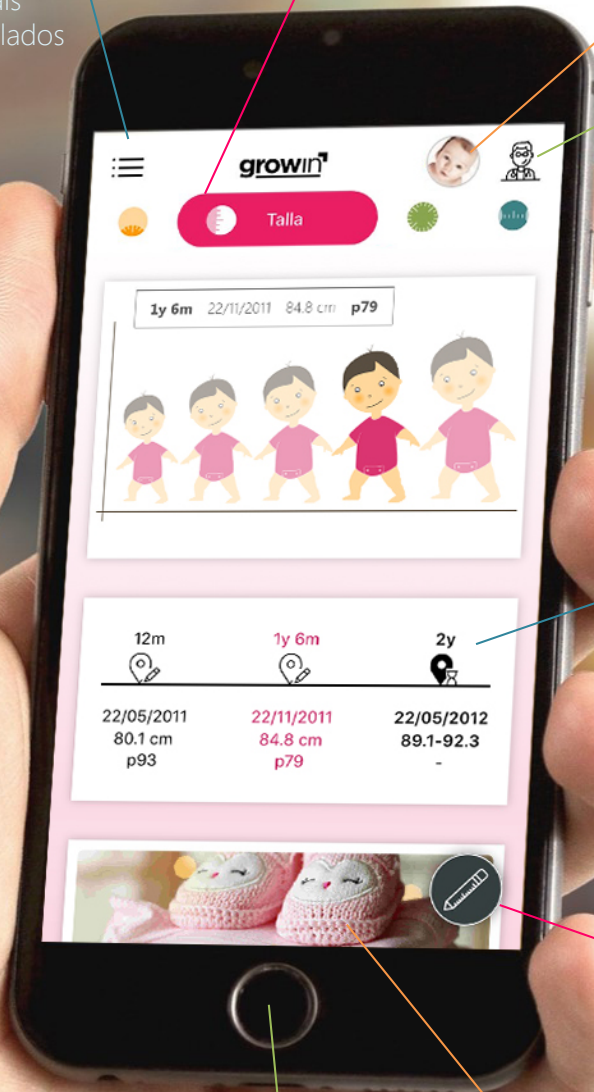 lados
growin
Talla
1y 6m 22/11/2011 84.8 cm p79
12m 1y 6m 2y
22/05/2011 22/11/2011 22/05/2012
80.1 cm 84.8 cm 89.1-92.3
p93 p79 -